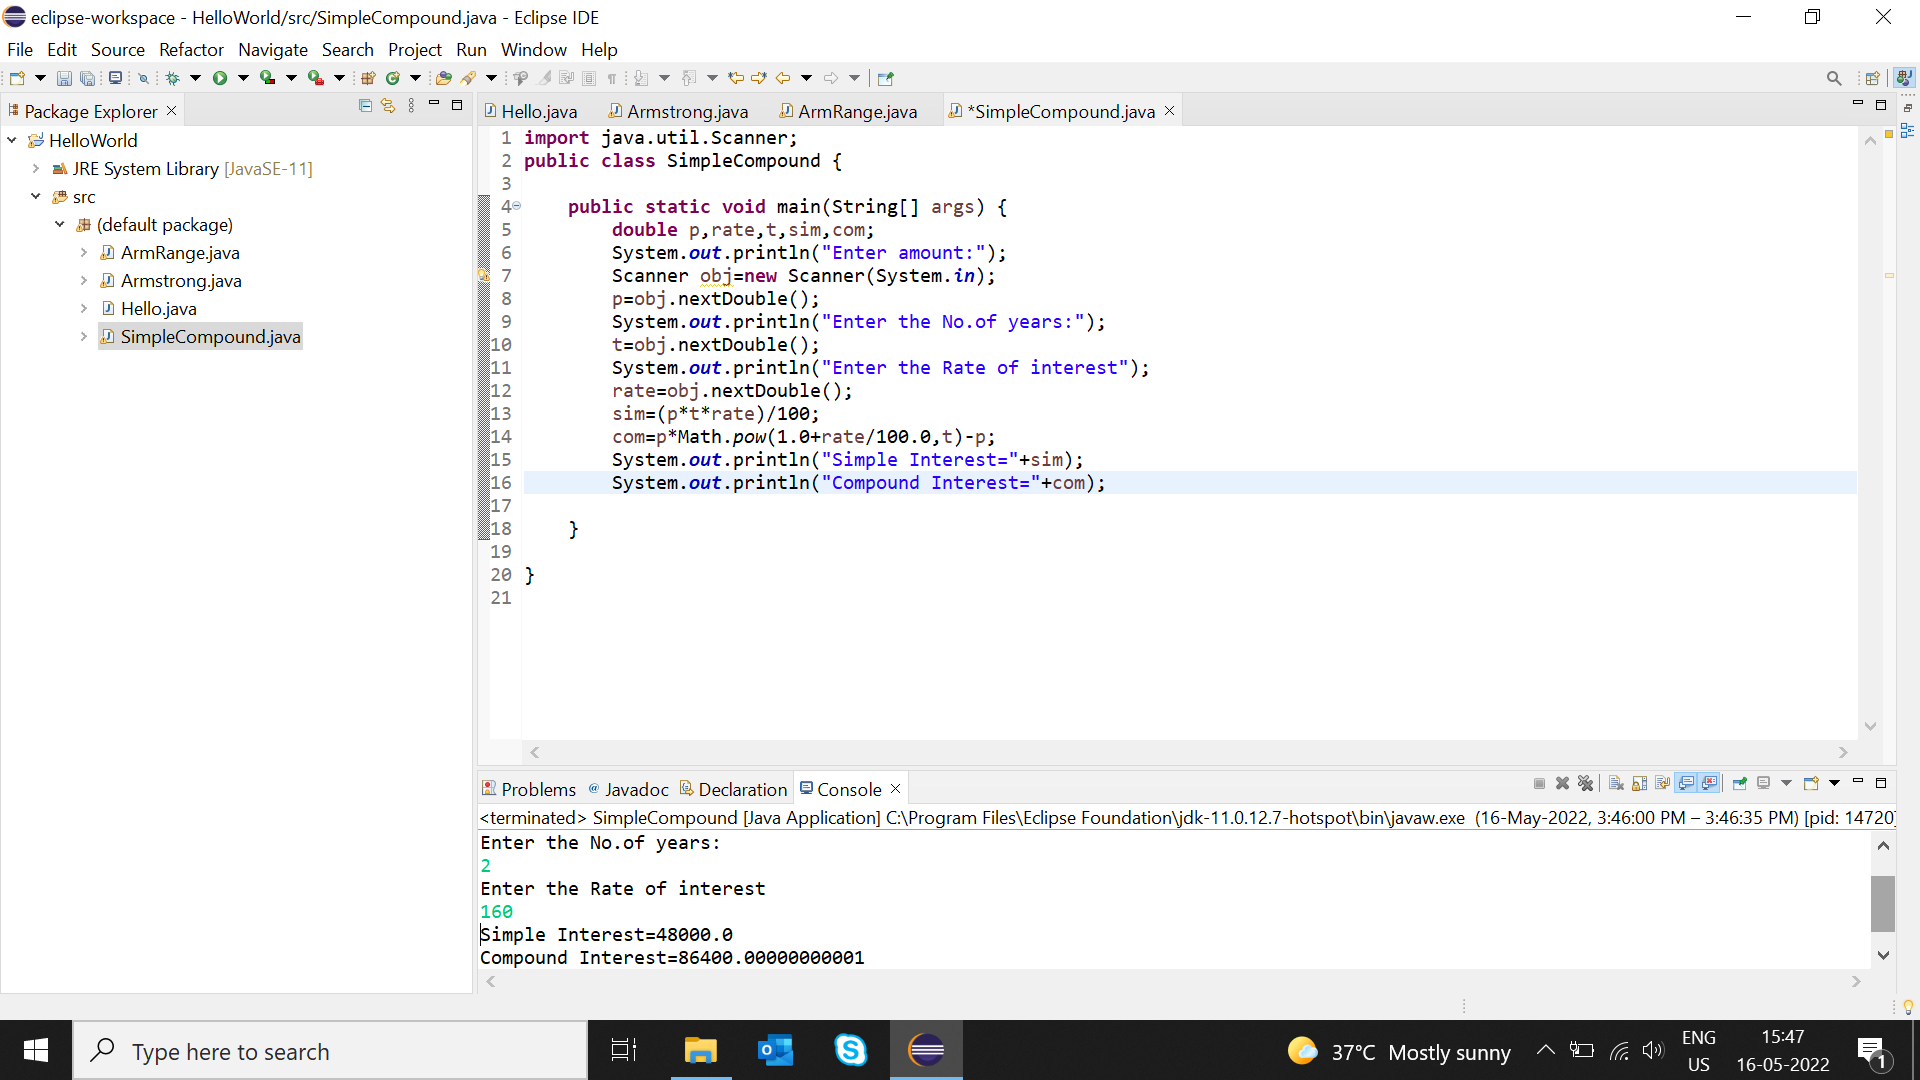 eclipse-workspace - HelloWorld/src/SimpleCompound.java - Eclipse IDE
File Edit Source Refactor Navigate Search Project Run Window Help
Package Explorer
HelloWorld
JRE System Library [JavaSE-11]
src
(default package)
ArmRange.java
Armstrong.java
Hello.java
SimpleCompound.java
Hello.java Armstrong.java ArmRange.java *SimpleCompound.java
1 import java.util.Scanner;
2 public class SimpleCompound {
3
4 public static void main(String[] args) {
5 double p,rate,t,sim,com;
6 System.out.println("Enter amount:");
7 Scanner obj=new Scanner(System.in);
8 p=obj.nextDouble();
9 System.out.println("Enter the No.of years:");
10 t=obj.nextDouble();
11 System.out.println("Enter the Rate of interest");
12 rate=obj.nextDouble();
13 sim=(p*t*rate)/100;
14 com=p*Math.pow(1.0+rate/100.0,t)-p;
15 System.out.println("Simple Interest="+sim);
16 System.out.println("Compound Interest="+com);
17
18 }
19
20 }
21
Problems Javadoc Declaration Console
<terminated> SimpleCompound [Java Application] C:\Program Files\Eclipse Foundation\jdk-11.0.12.7-hotspot\bin\javaw.exe (16-May-2022, 3:46:00 PM – 3:46:35 PM) [pid: 14720]
Enter the No.of years:
2
Enter the Rate of interest
160
Simple Interest=48000.0
Compound Interest=86400.00000000001
Type here to search
37°C Mostly sunny
ENG
US
15:47
16-05-2022
1